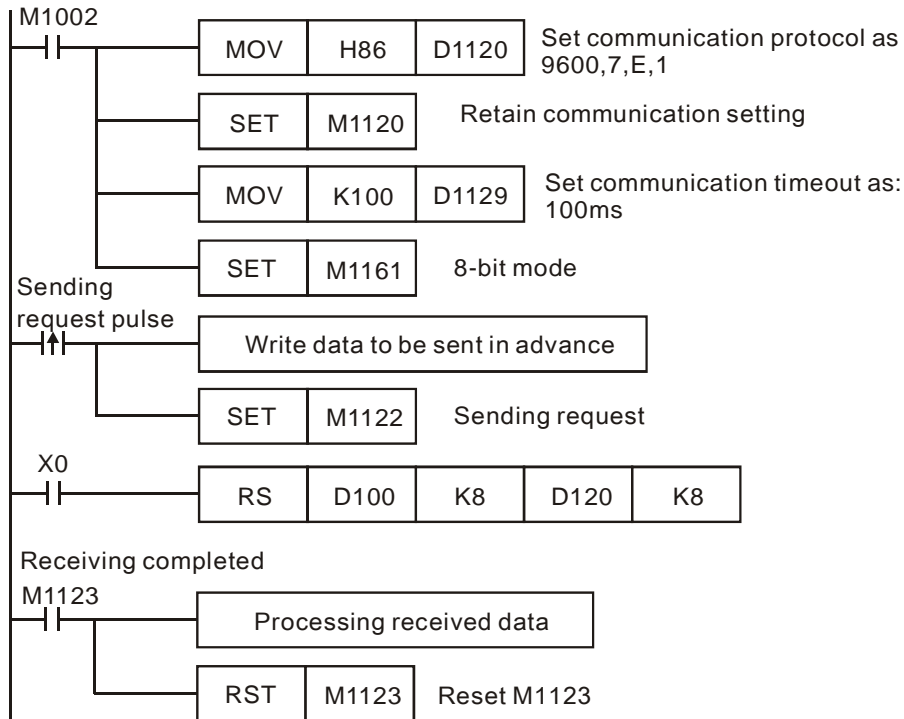 M1002
MOV H86 D1120 Set communication protocol as
9600,7,E,1
SET M1120 Retain communication setting
MOV K100 D1129 Set communication timeout as:
100ms
SET M1161 8-bit mode
Sending
request pulse
Write data to be sent in advance
SET M1122 Sending request
X0
RS D100 K8 D120 K8
Receiving completed
M1123
Processing received data
RST M1123 Reset M1123